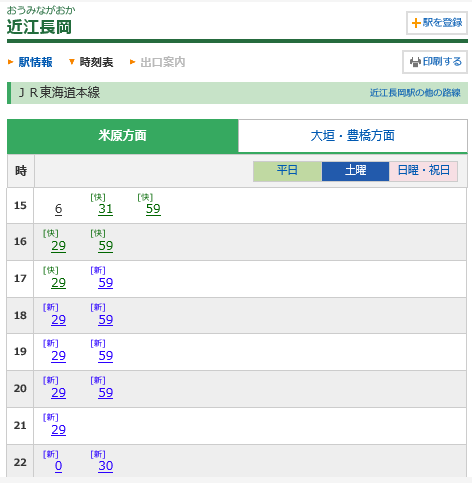 おうみながおか
近江長岡
駅を登録
駅情報 時刻表 出口案内
印刷する
ＪＲ東海道本線
近江長岡駅の他の路線
米原方面
大垣・豊橋方面
時
平日 土曜 日曜・祝日
15 6 [快]31 [快]59
16 [快]29 [快]59
17 [快]29 [新]59
18 [新]29 [新]59
19 [新]29 [新]59
20 [新]29 [新]59
21 [新]29
22 [新]0 [新]30